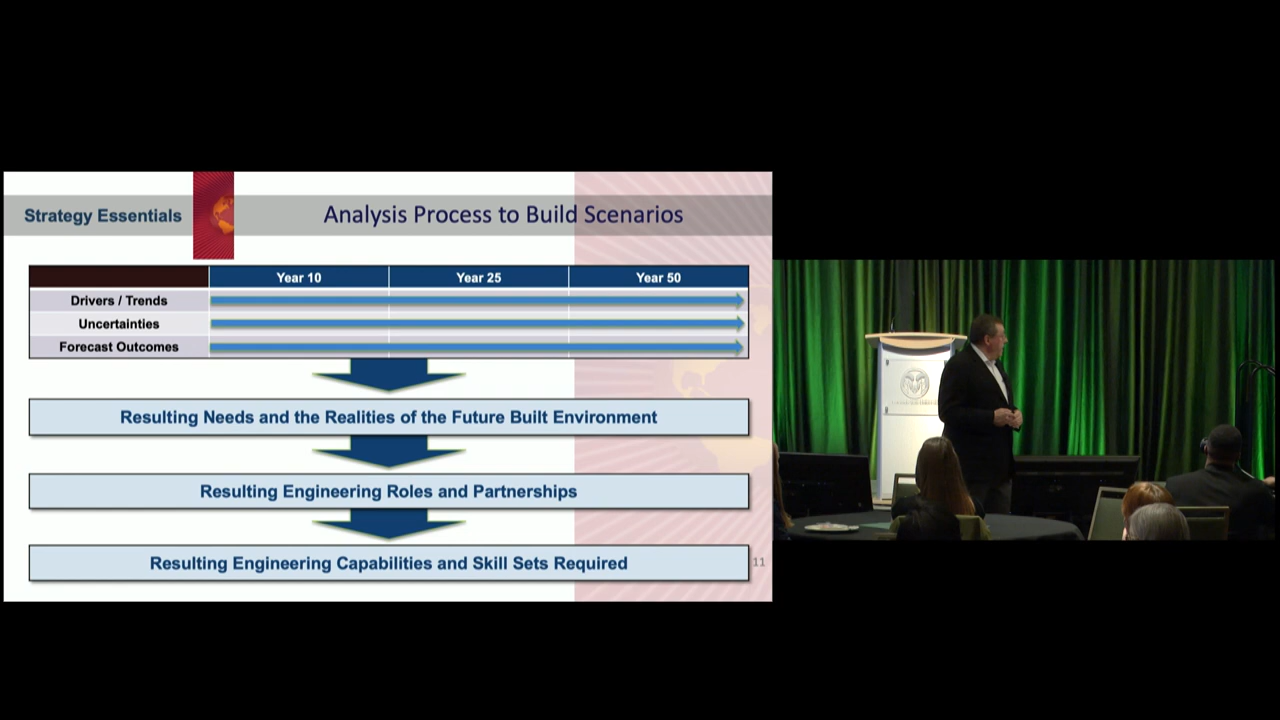 Strategy Essentials
Analysis Process to Build Scenarios
Year 10 Year 25 Year 50
Drivers / Trends
Uncertainties
Forecast Outcomes
Resulting Needs and the Realities of the Future Built Environment
Resulting Engineering Roles and Partnerships
Resulting Engineering Capabilities and Skill Sets Required
11